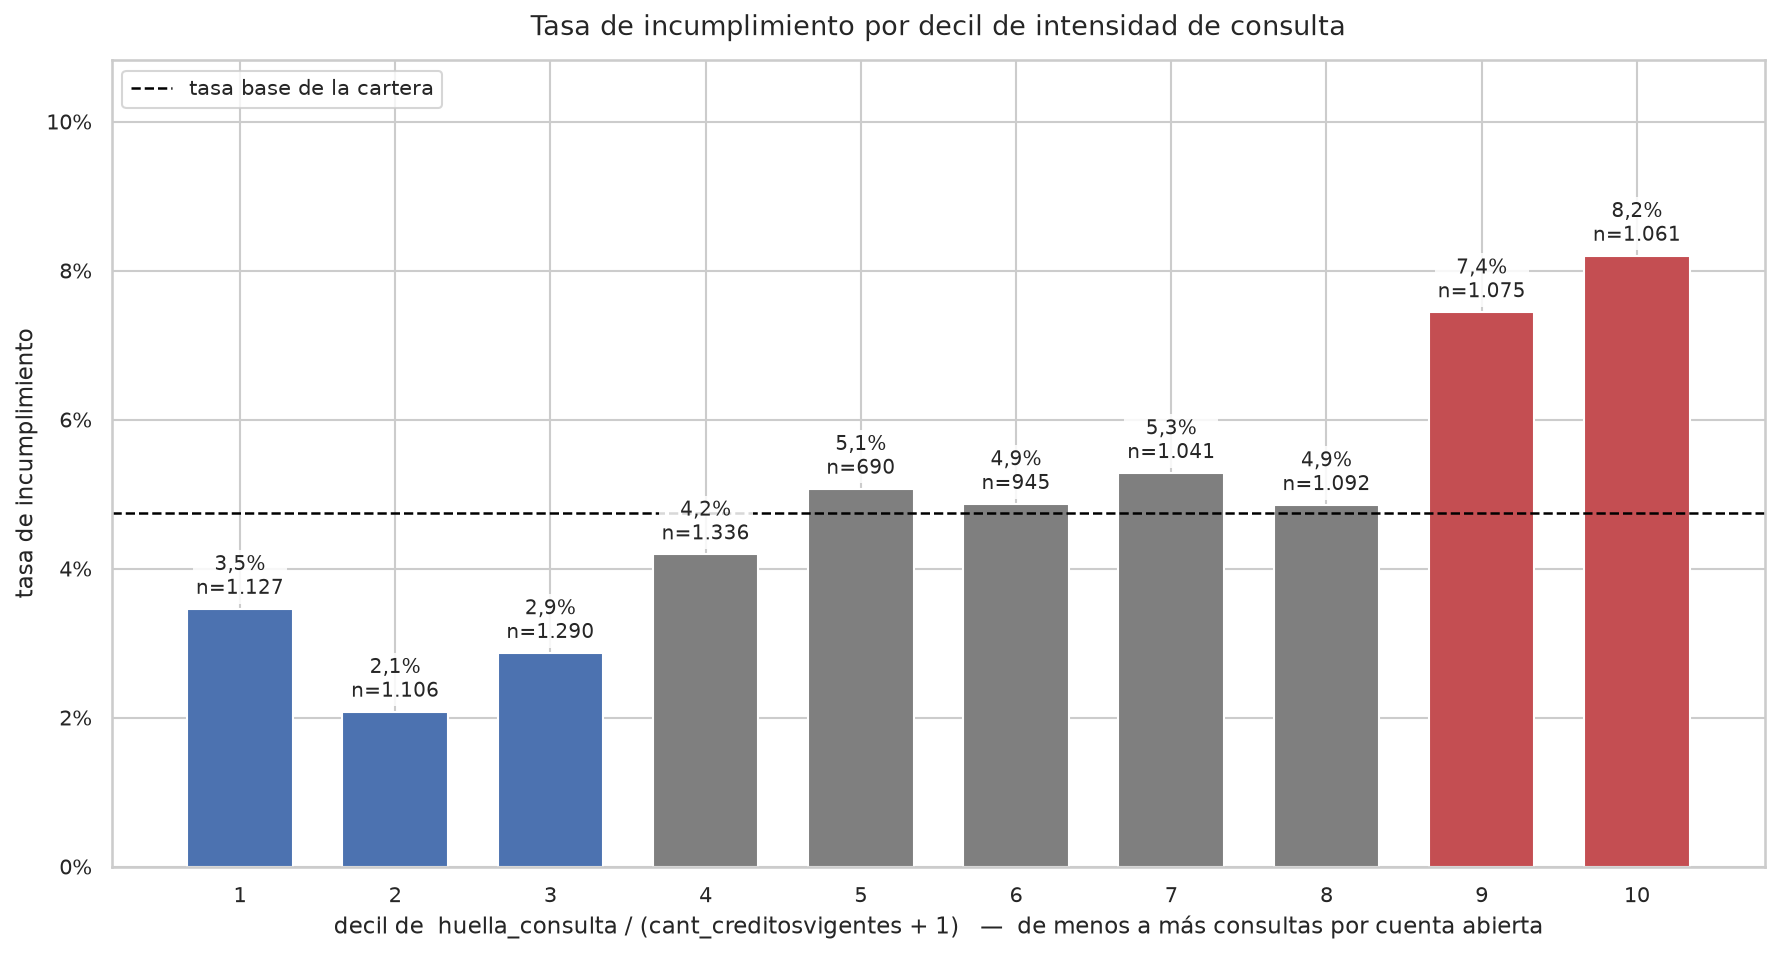 Tasa de incumplimiento por decil de intensidad de consulta
tasa base de la cartera
tasa de incumplimiento
10%
8%
6%
4%
2%
0%
3,5%
n=1.127
2,1%
n=1.106
2,9%
n=1.290
4,2%
n=1.336
5,1%
n=690
4,9%
n=945
5,3%
n=1.041
4,9%
n=1.092
7,4%
n=1.075
8,2%
n=1.061
1 2 3 4 5 6 7 8 9 10
decil de  huella_consulta / (cant_creditosvigentes + 1)   —  de menos a más consultas por cuenta abierta